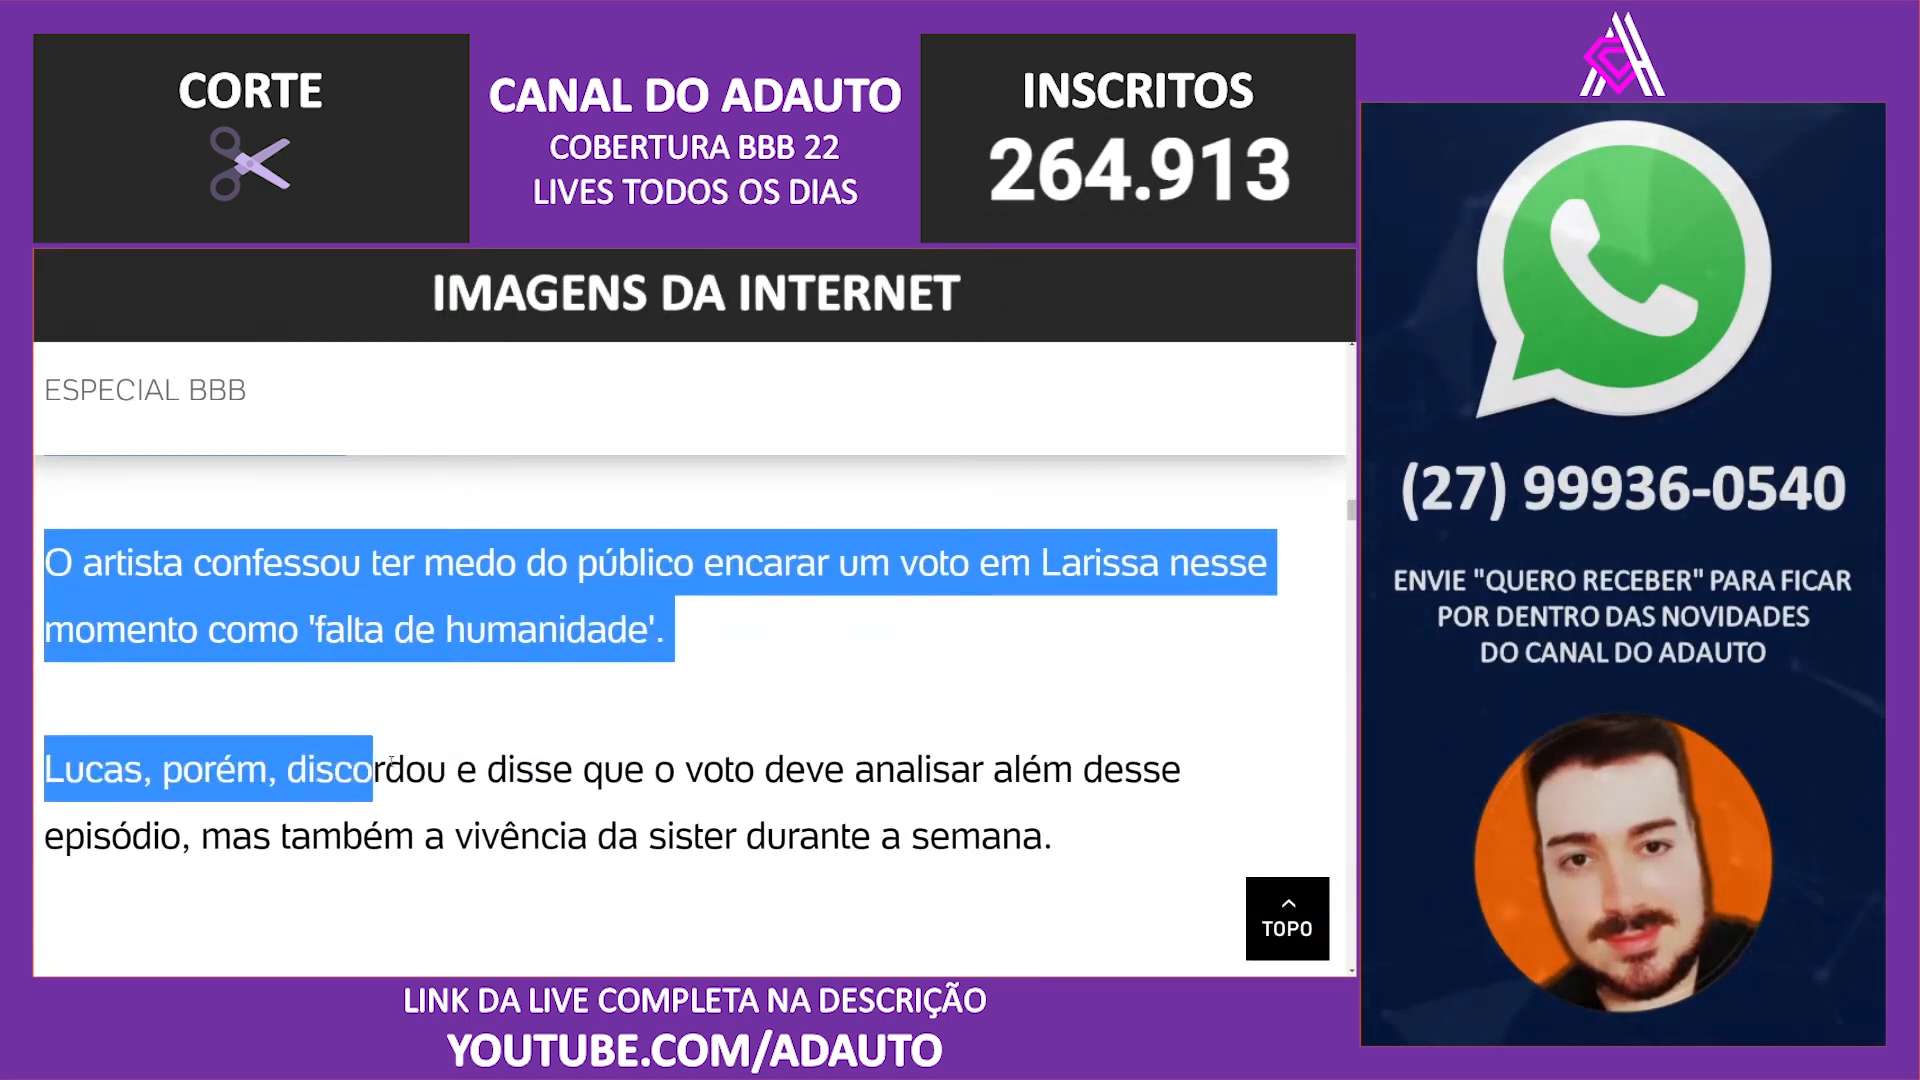 CORTE
CANAL DO ADAUTO
COBERTURA BBB 22
LIVES TODOS OS DIAS
INSCRITOS
264.913
IMAGENS DA INTERNET
ESPECIAL BBB
O artista confessou ter medo do público encarar um voto em Larissa nesse
momento como 'falta de humanidade'.
Lucas, porém, discordou e disse que o voto deve analisar além desse
episódio, mas também a vivência da sister durante a semana.
TOPO
LINK DA LIVE COMPLETA NA DESCRIÇÃO
YOUTUBE.COM/ADAUTO
(27) 99936-0540
ENVIE "QUERO RECEBER" PARA FICAR
POR DENTRO DAS NOVIDADES
DO CANAL DO ADAUTO